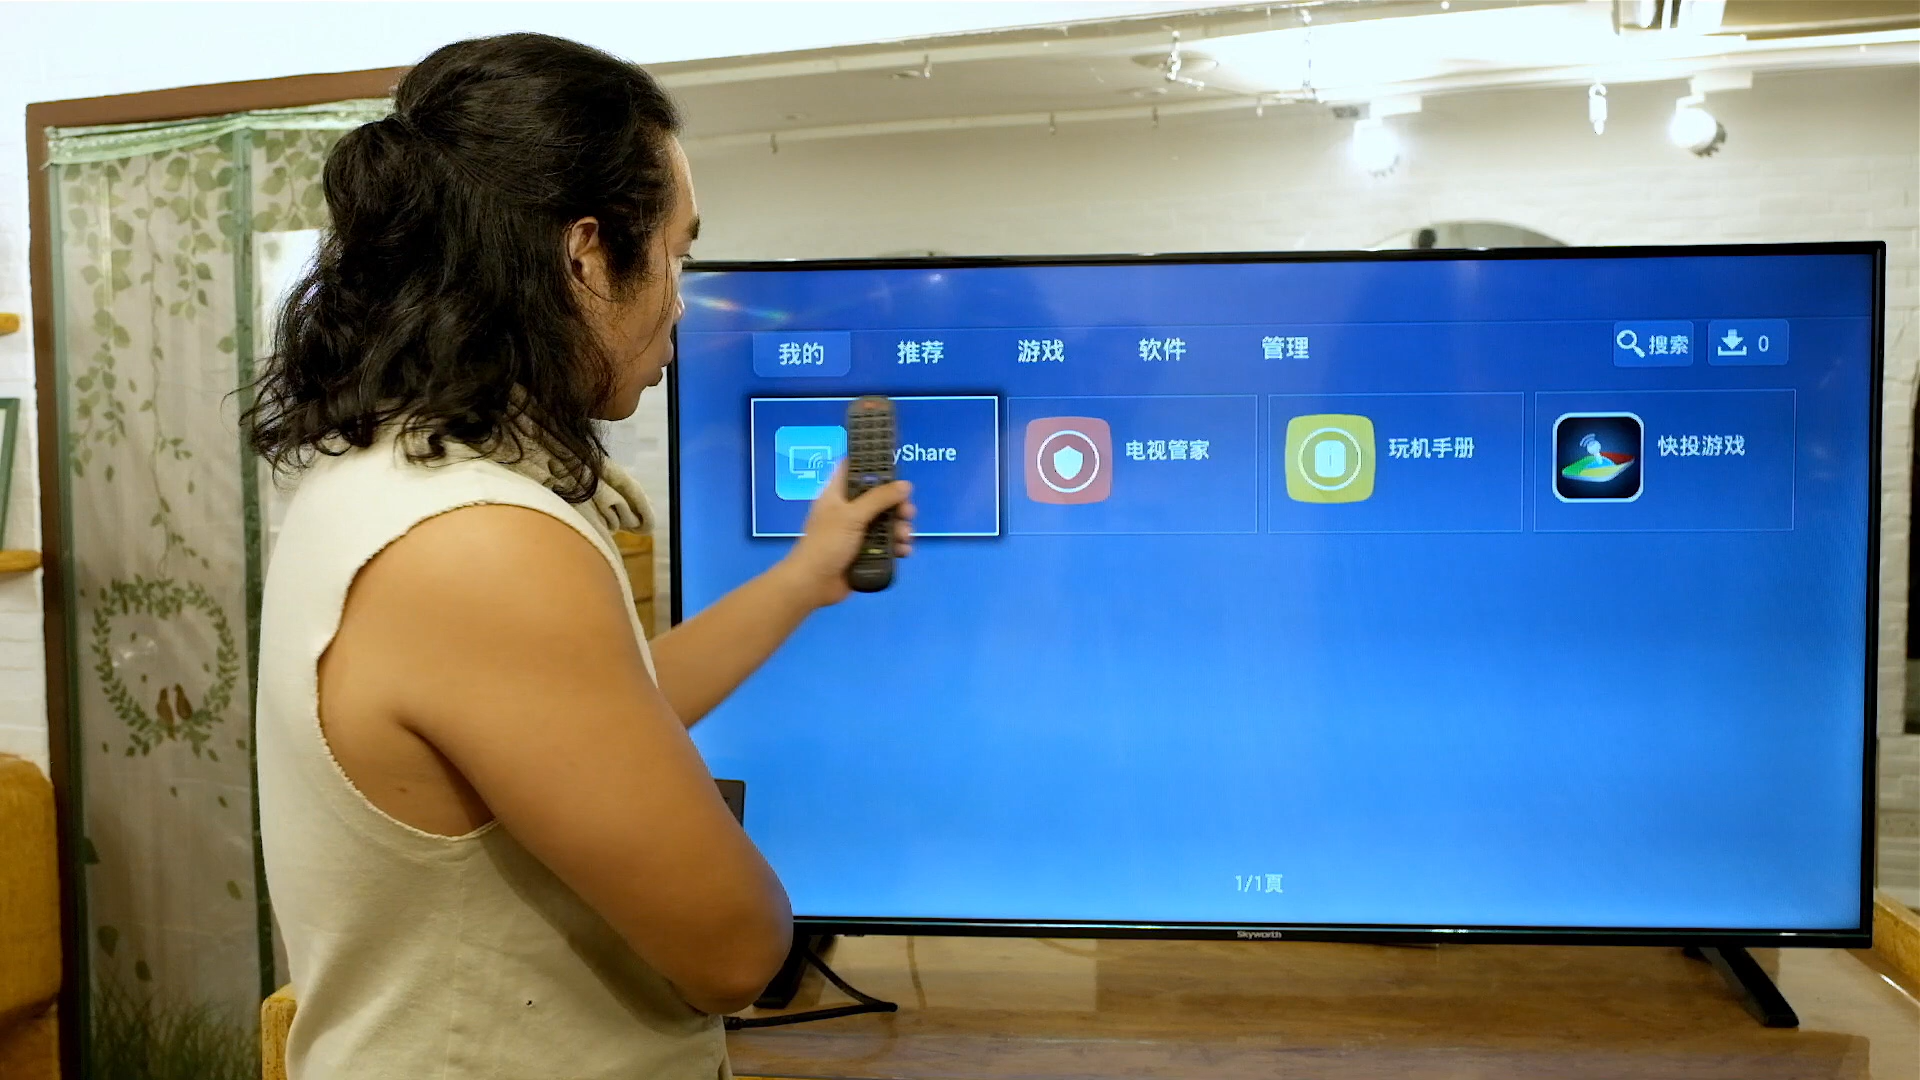 我的 推荐 游戏 软件 管理 搜索 0
yShare 电视管家 玩机手册 快投游戏
1/1頁
Skyworth